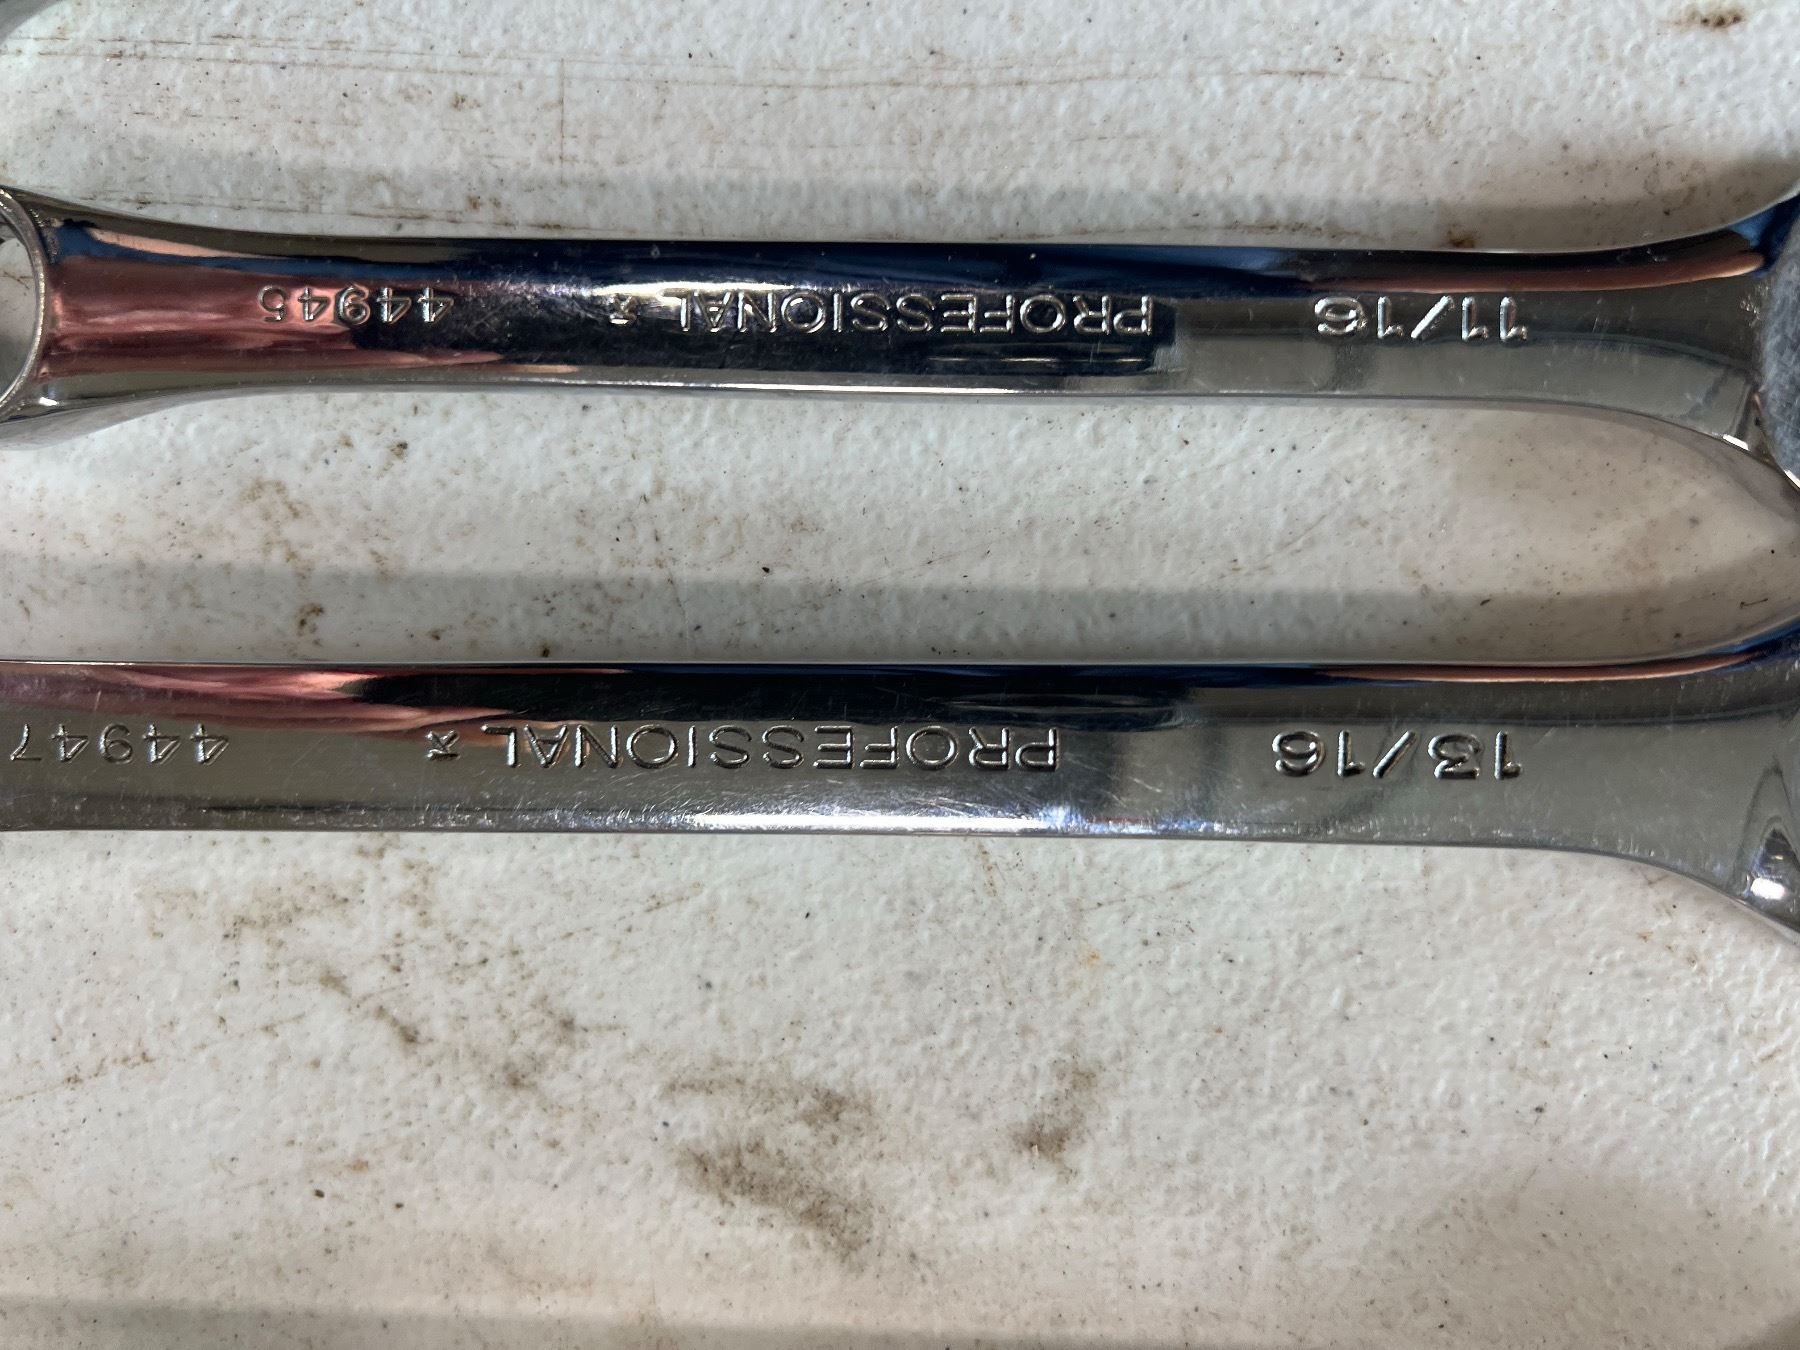 11/16 PROFESSIONAL K 44945
13/16 PROFESSIONAL K 44947